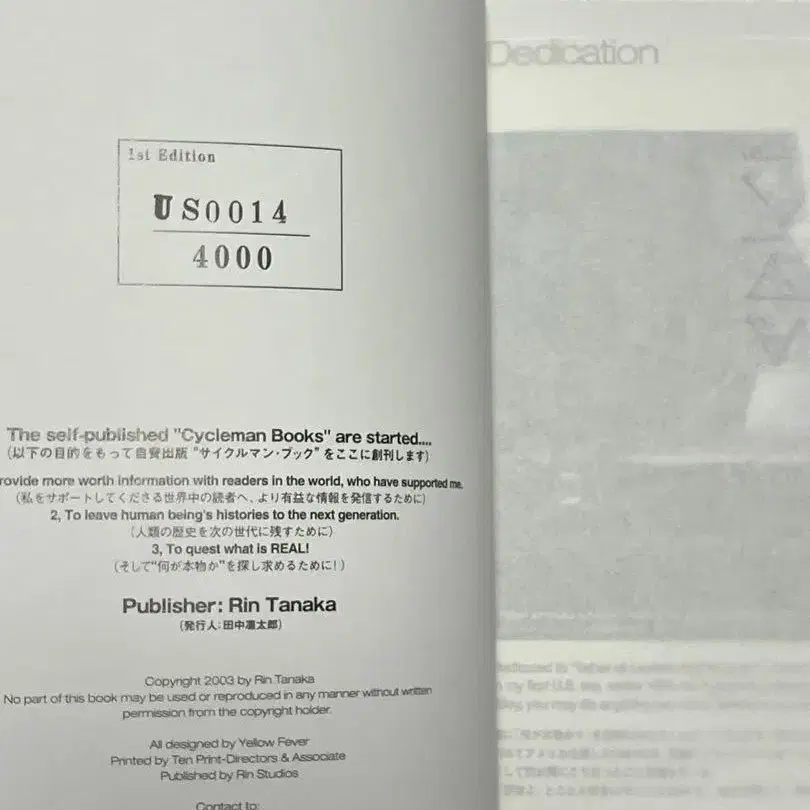 1st Edition
US0014
4000
The self-published "Cycleman Books" are started....
(以下の目的をもって自費出版 "サイクルマン・ブック" をここに創刊します)
rovide more worth information with readers in the world, who have supported me.
(私をサポートしてくださる世界中の読者へ、より有益な情報を発信するために)
2, To leave human being's histories to the next generation.
(人類の歴史を次の世代に残すために)
3, To quest what is REAL!
(そして"何が本物か"を探し求めるために!)
Publisher: Rin Tanaka
(発行人:田中凛太郎)
Copyright 2003 by Rin Tanaka
No part of this book may be used or reproduced in any manner without written
permission from the copyright holder.
All designed by Yellow Fever
Printed by Ten Print-Directors & Associate
Published by Rin Studios
Contact to:
Dedication